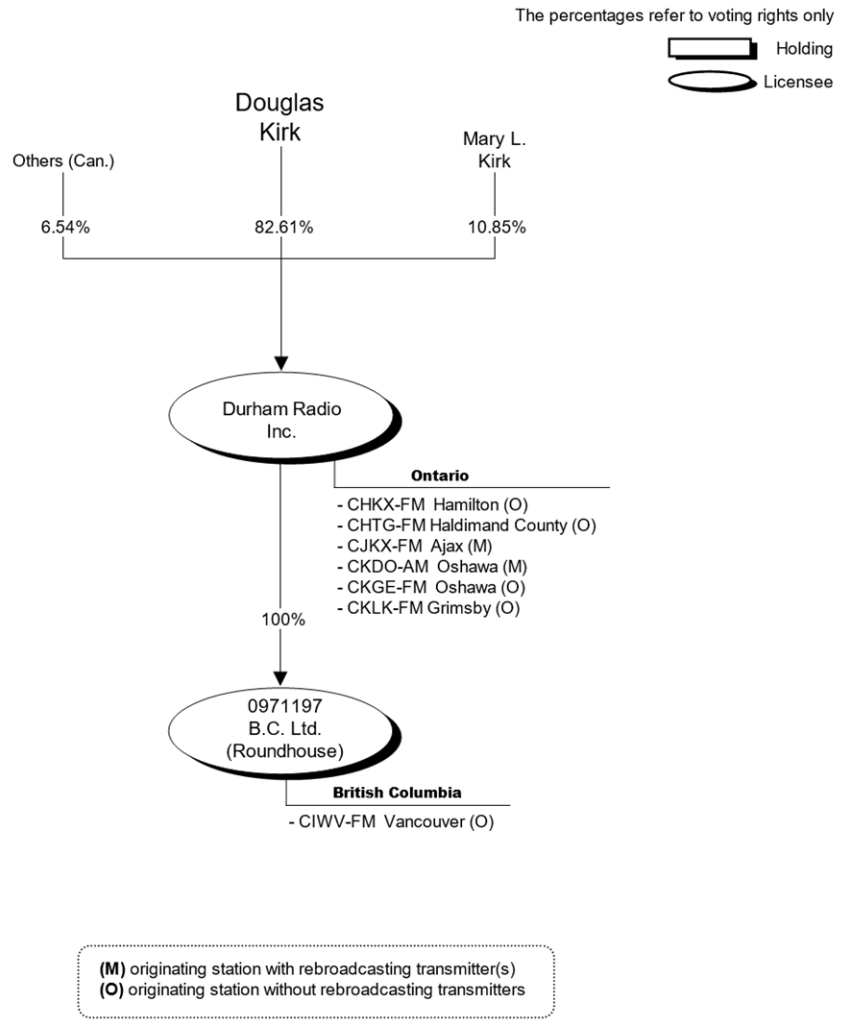 The percentages refer to voting rights only
Holding
Licensee
Douglas
Kirk
Mary L.
Kirk
Others (Can.)
6.54%
82.61%
10.85%
Durham Radio
Inc.
Ontario
- CHKX-FM Hamilton (O)
- CHTG-FM Haldimand County (O)
- CJKX-FM Ajax (M)
- CKDO-AM Oshawa (M)
- CKGE-FM Oshawa (O)
- CKLK-FM Grimsby (O)
100%
0971197
B.C. Ltd.
(Roundhouse)
British Columbia
- CIWV-FM Vancouver (O)
(M) originating station with rebroadcasting transmitter(s)
(O) originating station without rebroadcasting transmitters